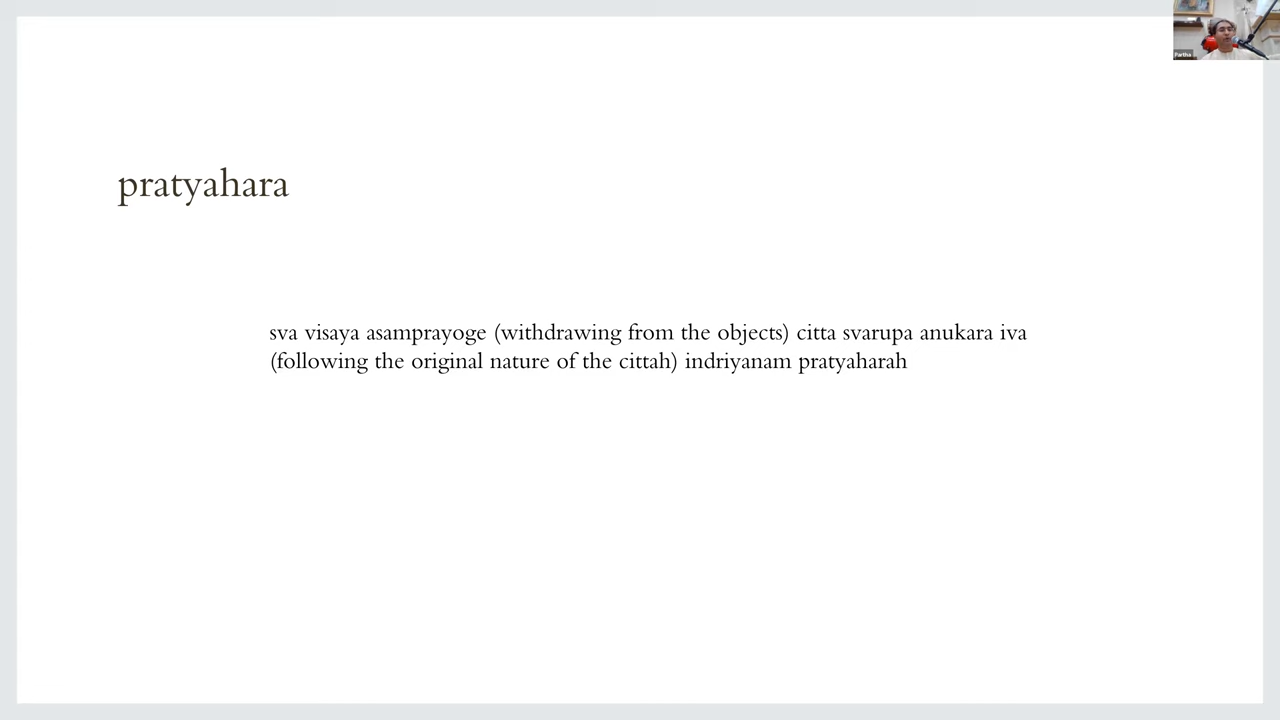 Partha
pratyahara
sva visaya asamprayoge (withdrawing from the objects) citta svarupa anukara iva
(following the original nature of the cittah) indriyanam pratyaharah